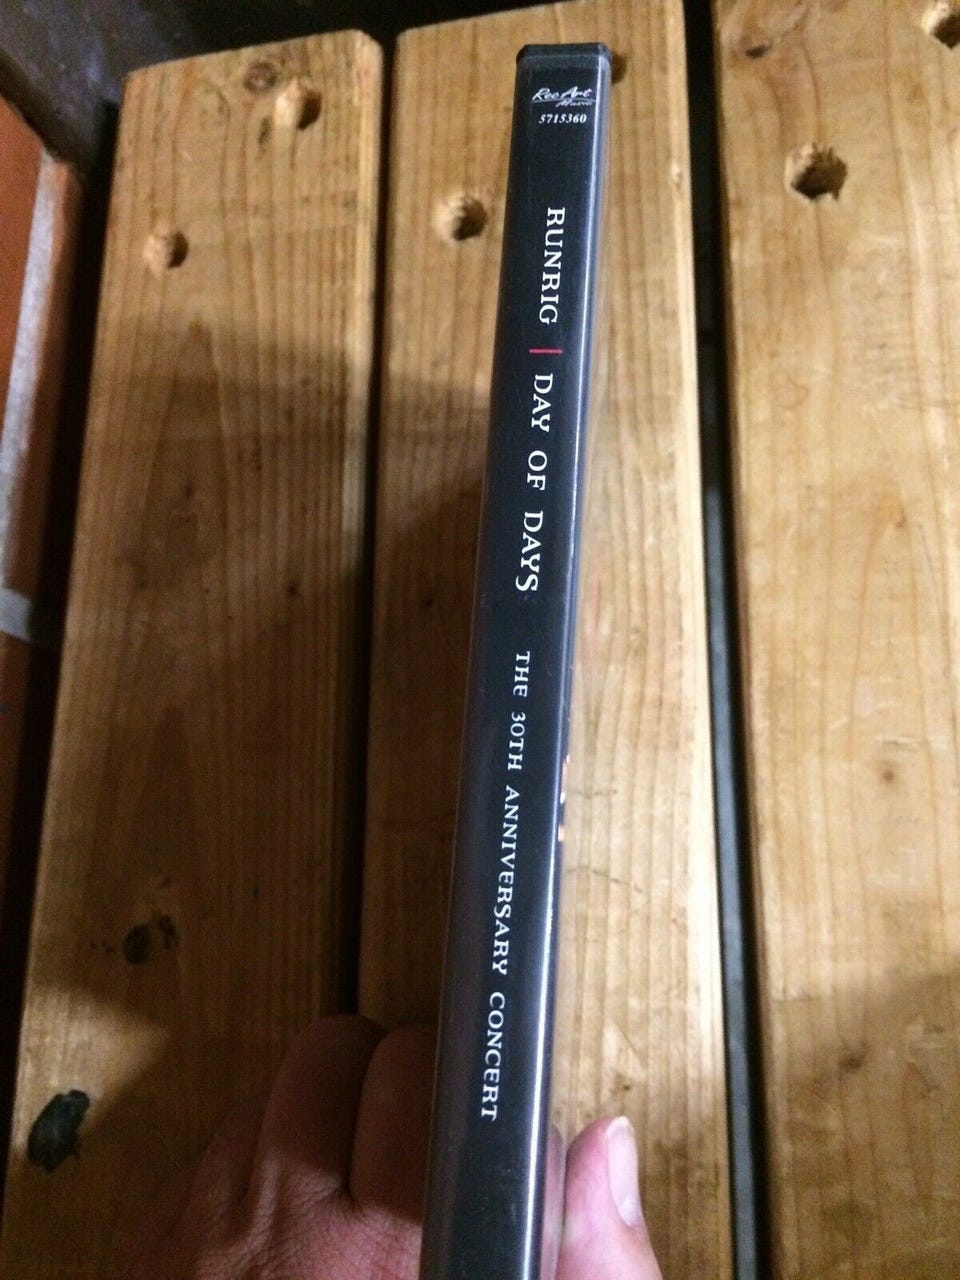 RecArt
Music
5715360
RUNRIG | DAY OF DAYS THE 30TH ANNIVERSARY CONCERT